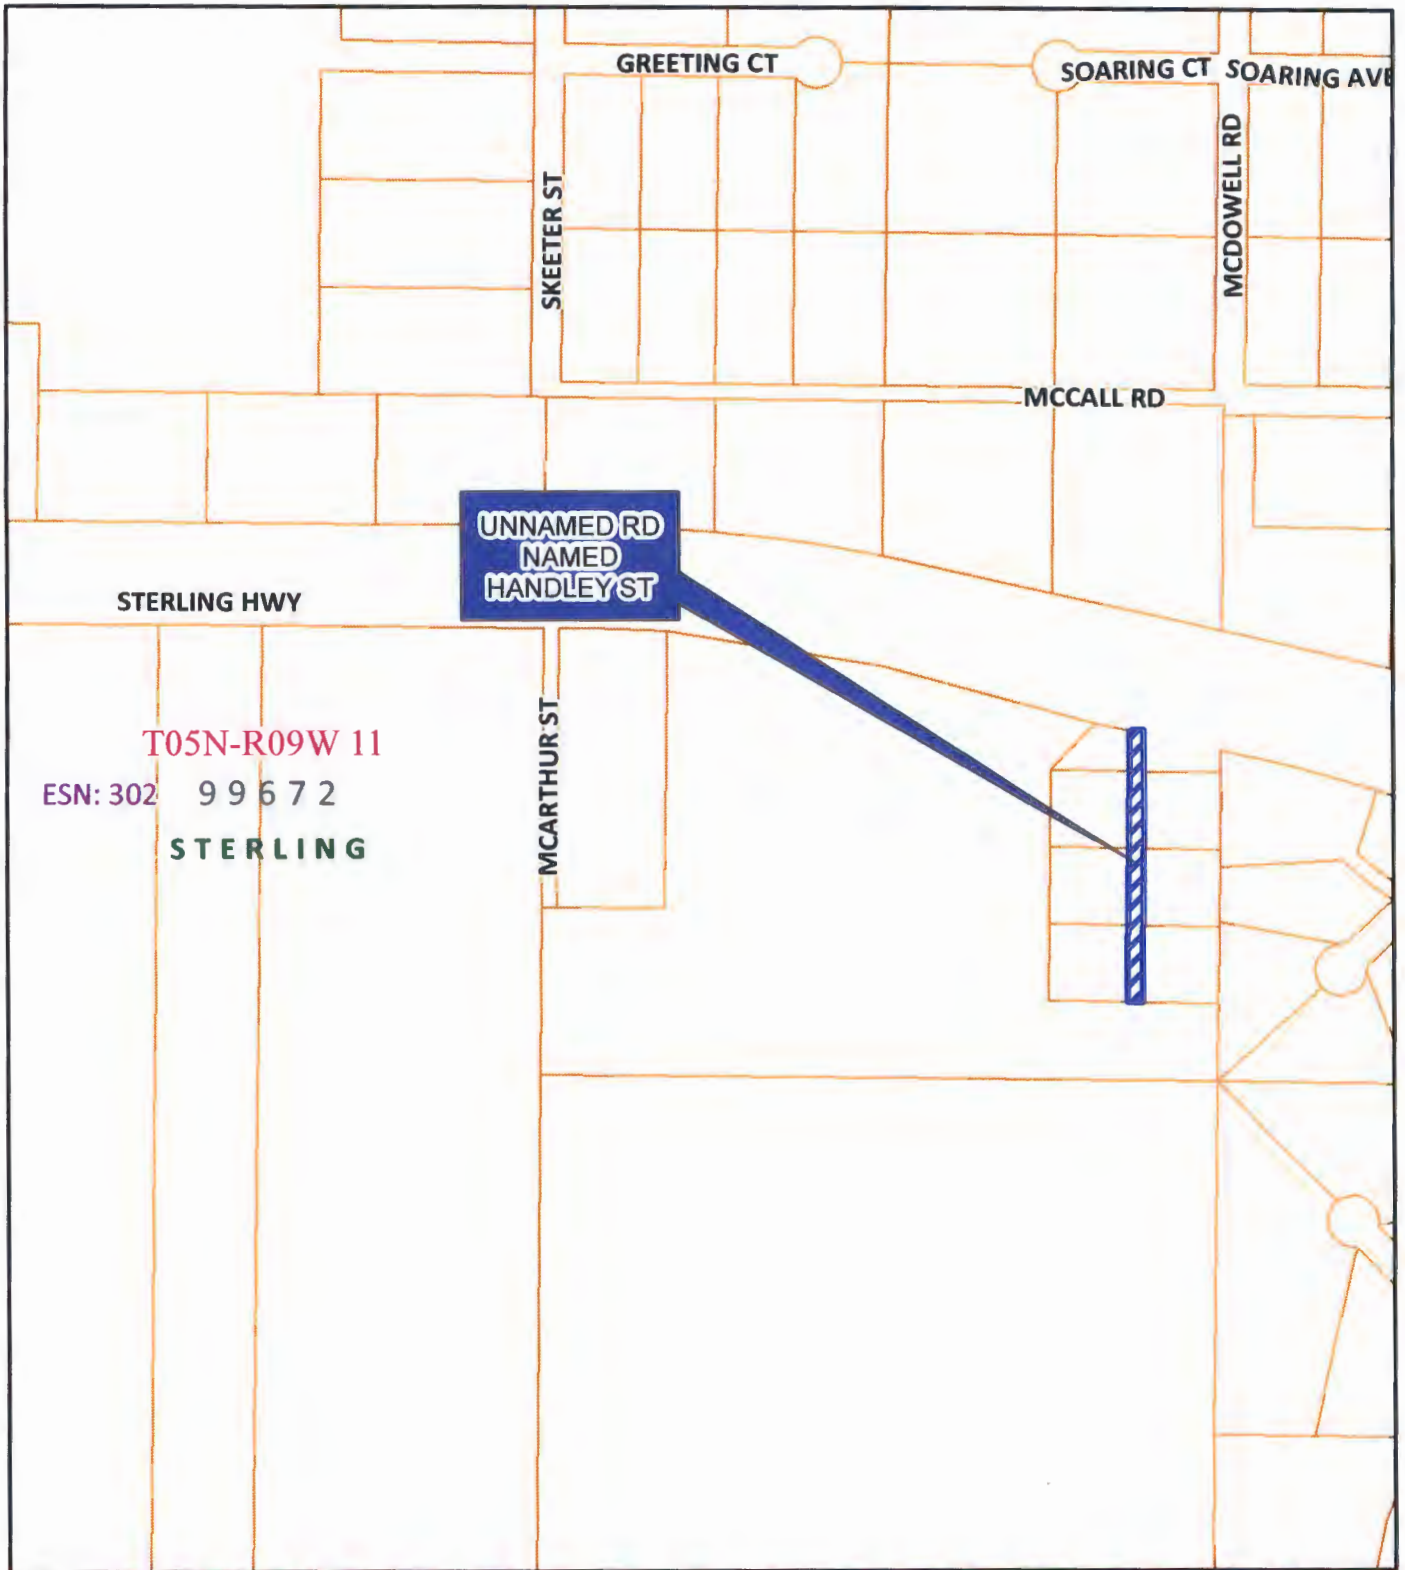 GREETING CT
SOARING CT
SOARING AVE
SKEETER ST
MCDOWELL RD
MCCALL RD
UNNAMED RD
NAMED
HANDLEY ST
STERLING HWY
MCARTHUR ST
T05N-R09W 11
ESN: 302
99672
STERLING